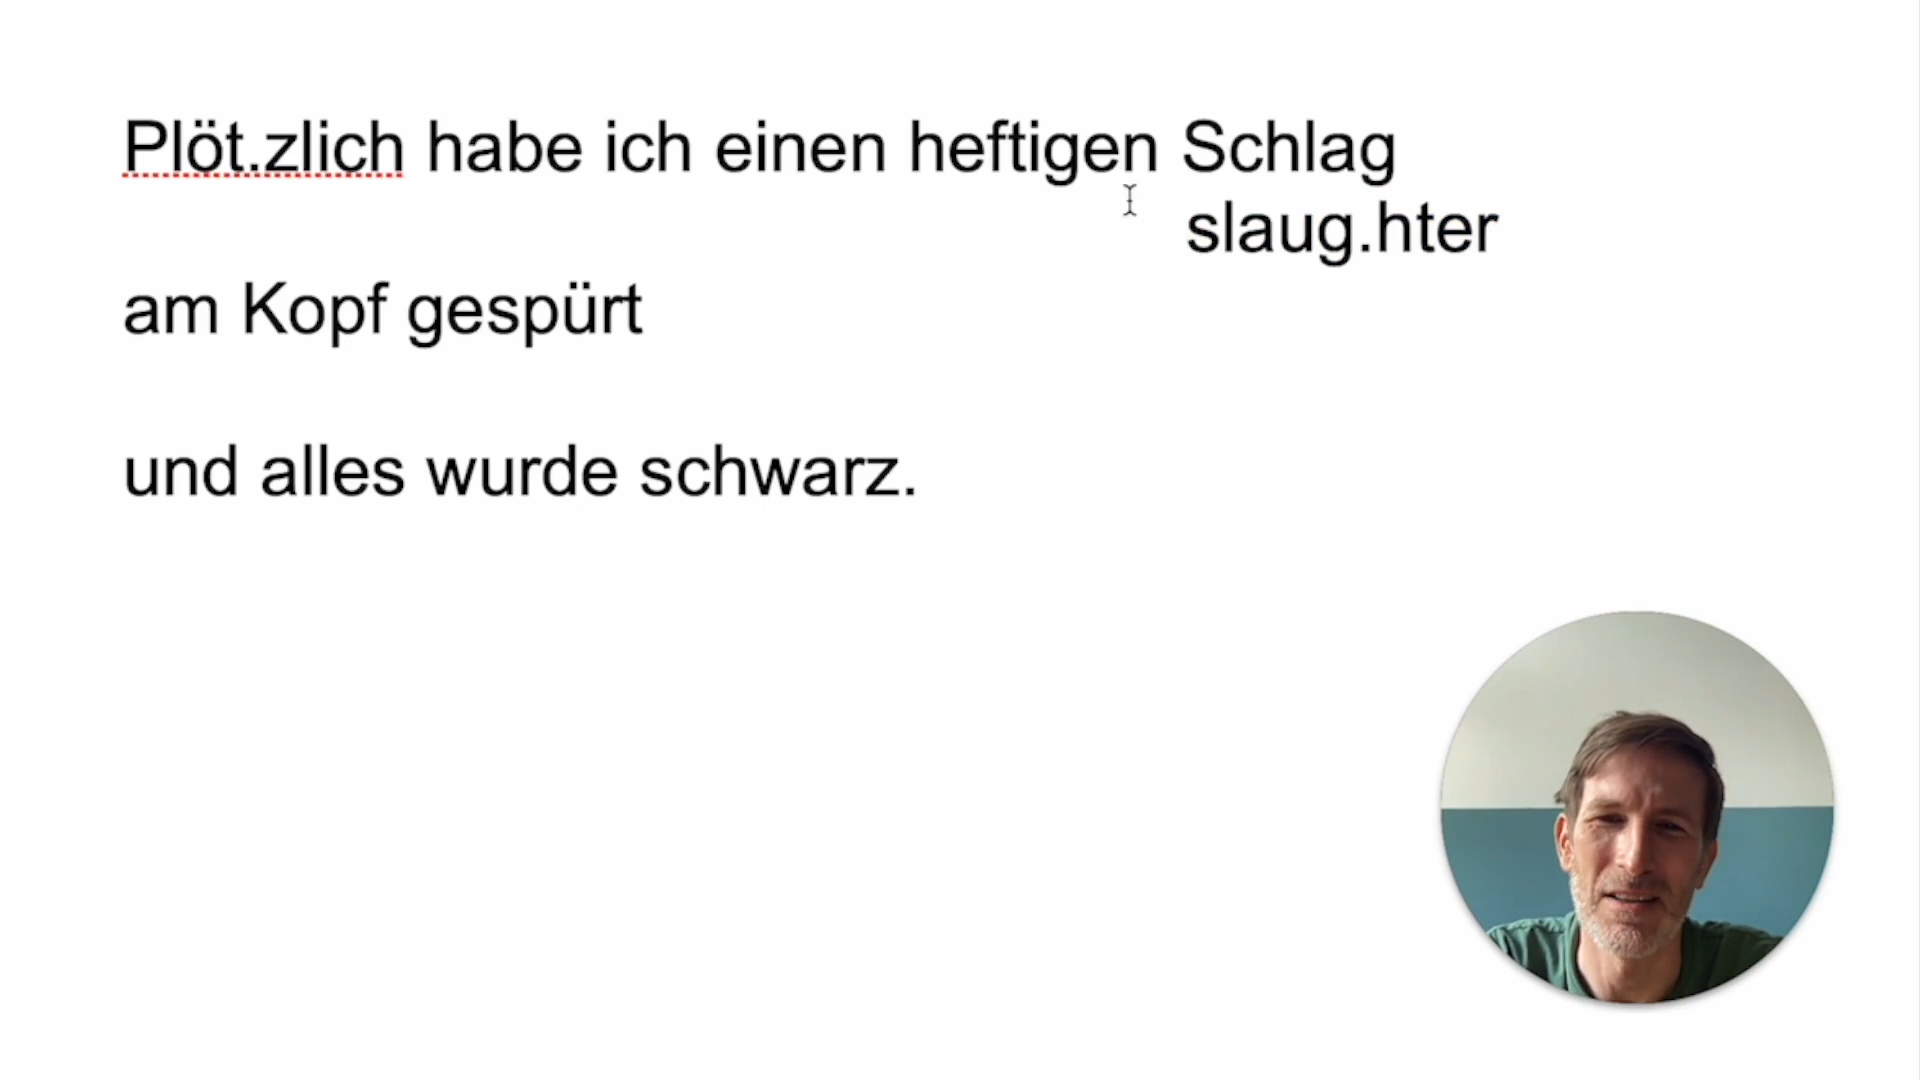 Plöt.zlich habe ich einen heftigen Schlag
slaug.hter
am Kopf gespürt
und alles wurde schwarz.